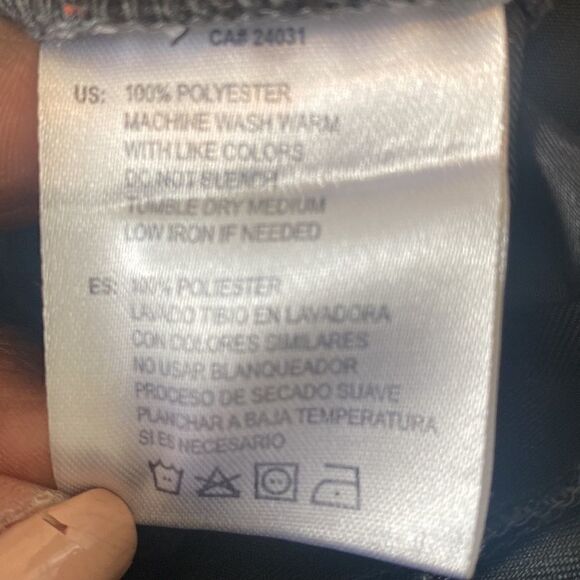 CA# 24031
US: 100% POLYESTER
MACHINE WASH WARM
WITH LIKE COLORS
DO NOT BLEACH
TUMBLE DRY MEDIUM
LOW IRON IF NEEDED
ES: 100% POLIESTER
LAVADO TIBIO EN LAVADORA
CON COLORES SIMILARES
NO USAR BLANQUEADOR
PROCESO DE SECADO SUAVE
PLANCHAR A BAJA TEMPERATURA
SI ES NECESARIO